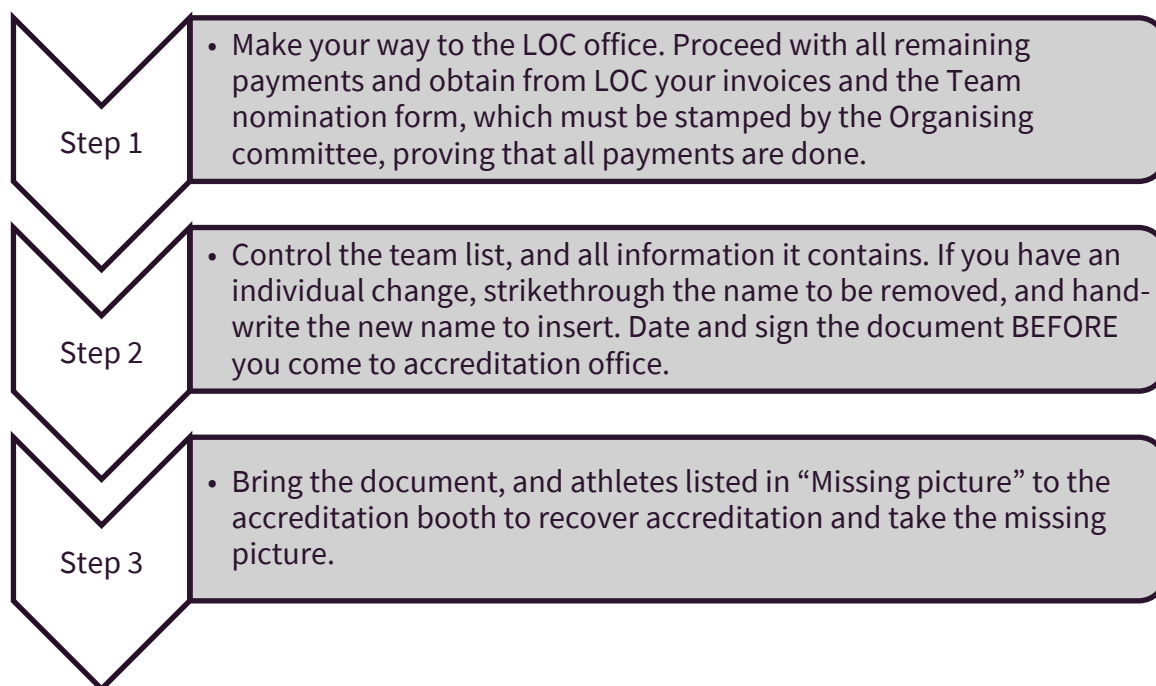 Step 1
• Make your way to the LOC office. Proceed with all remaining
payments and obtain from LOC your invoices and the Team
nomination form, which must be stamped by the Organising
committee, proving that all payments are done.
Step 2
• Control the team list, and all information it contains. If you have an
individual change, strikethrough the name to be removed, and hand-
write the new name to insert. Date and sign the document BEFORE
you come to accreditation office.
Step 3
• Bring the document, and athletes listed in “Missing picture” to the
accreditation booth to recover accreditation and take the missing
picture.